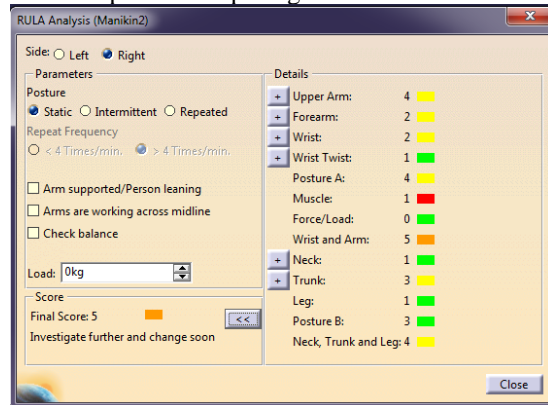 RULA Analysis (Manikin2)
Side: Left Right
Parameters
Posture
Static Intermittent Repeated
Repeat Frequency
< 4 Times/min. > 4 Times/min.
Arm supported/Person leaning
Arms are working across midline
Check balance
Load: 0kg
Score
Final Score: 5
<<
Investigate further and change soon
Details
+ Upper Arm: 4
+ Forearm: 2
+ Wrist: 2
+ Wrist Twist: 1
Posture A: 4
Muscle: 1
Force/Load: 0
Wrist and Arm: 5
+ Neck: 1
+ Trunk: 3
Leg: 1
Posture B: 3
Neck, Trunk and Leg: 4
Close